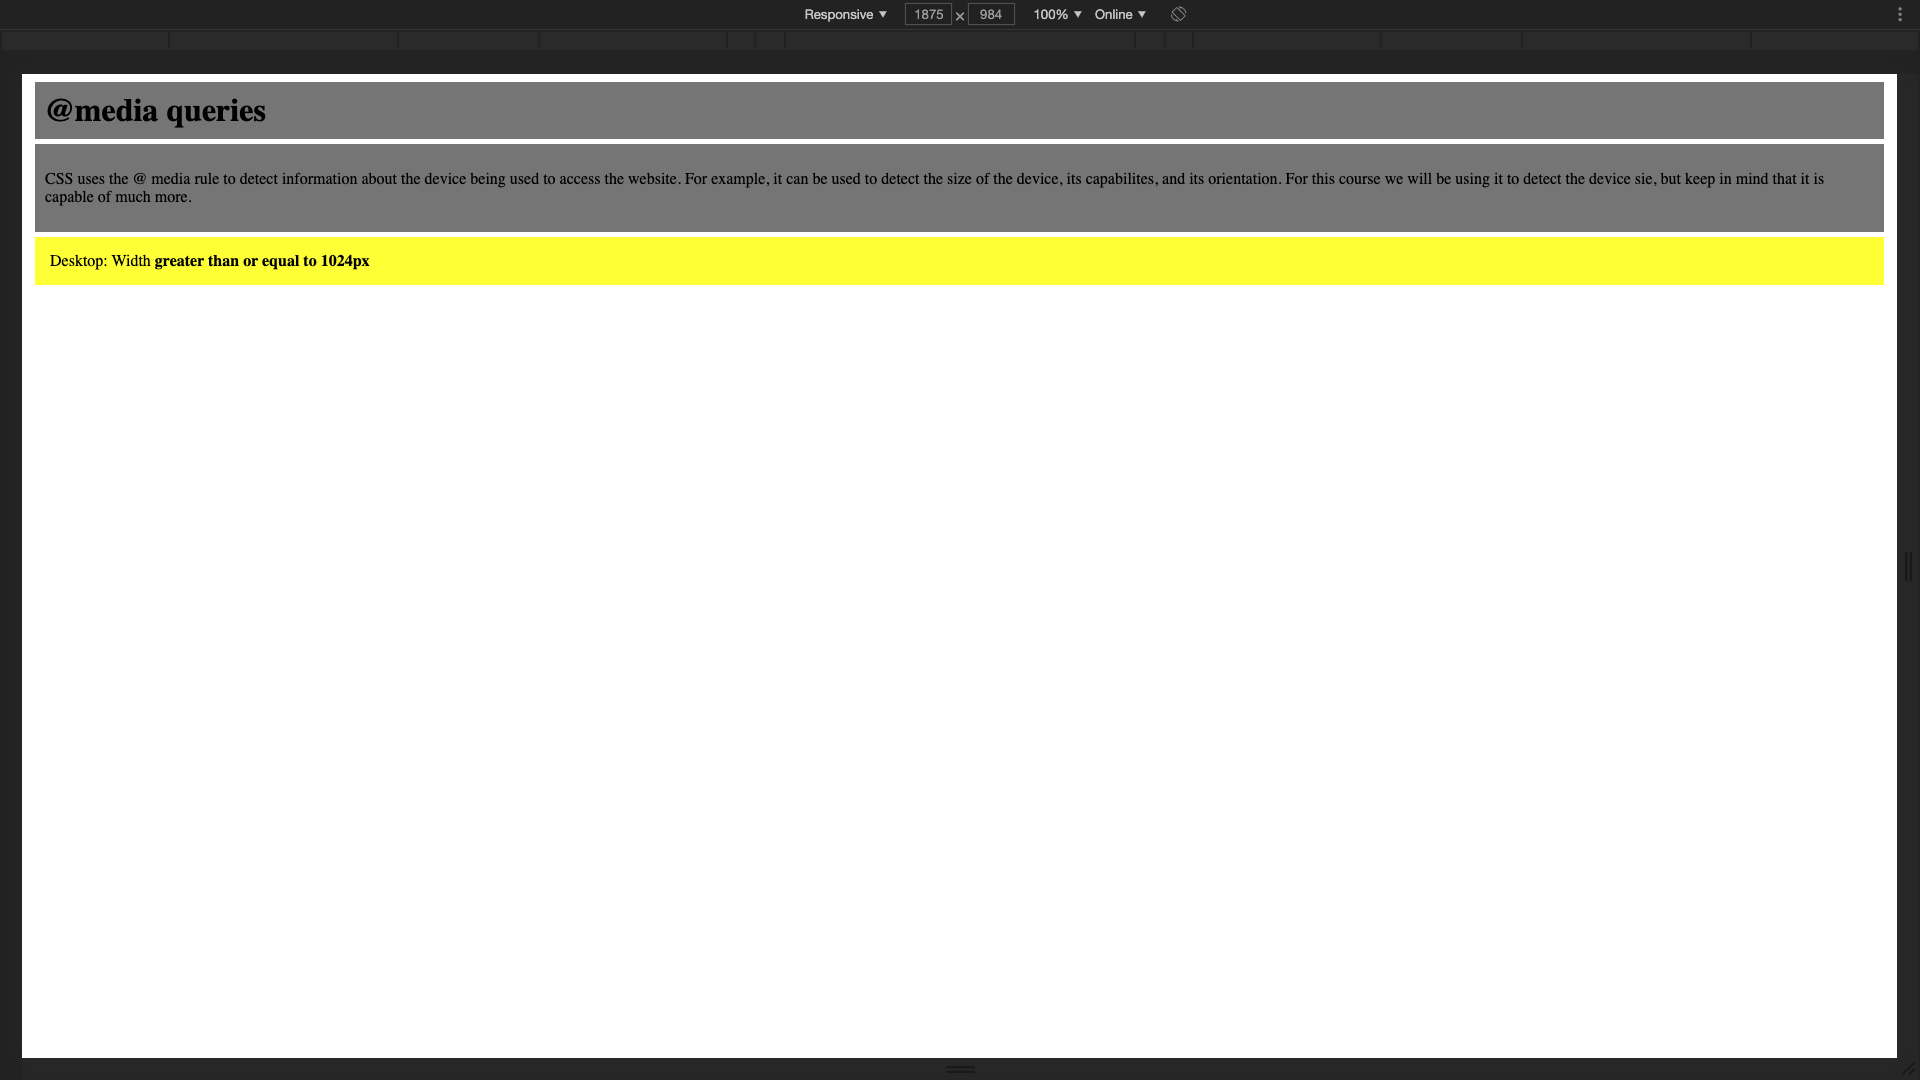 Responsive ▼ 1875 × 984 100% ▼ Online ▼
@media queries
CSS uses the @ media rule to detect information about the device being used to access the website. For example, it can be used to detect the size of the device, its capabilites, and its orientation. For this course we will be using it to detect the device sie, but keep in mind that it is
capable of much more.
Desktop: Width greater than or equal to 1024px